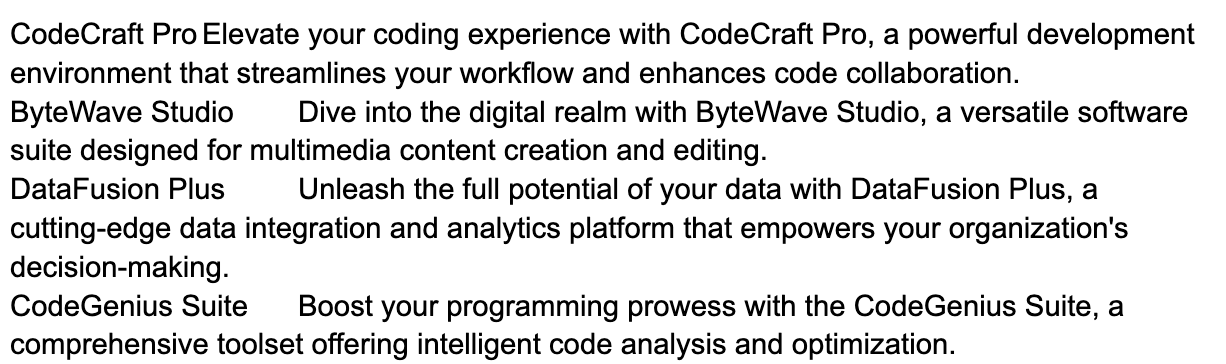 CodeCraft Pro Elevate your coding experience with CodeCraft Pro, a powerful development
environment that streamlines your workflow and enhances code collaboration.
ByteWave Studio Dive into the digital realm with ByteWave Studio, a versatile software
suite designed for multimedia content creation and editing.
DataFusion Plus Unleash the full potential of your data with DataFusion Plus, a
cutting-edge data integration and analytics platform that empowers your organization's
decision-making.
CodeGenius Suite Boost your programming prowess with the CodeGenius Suite, a
comprehensive toolset offering intelligent code analysis and optimization.